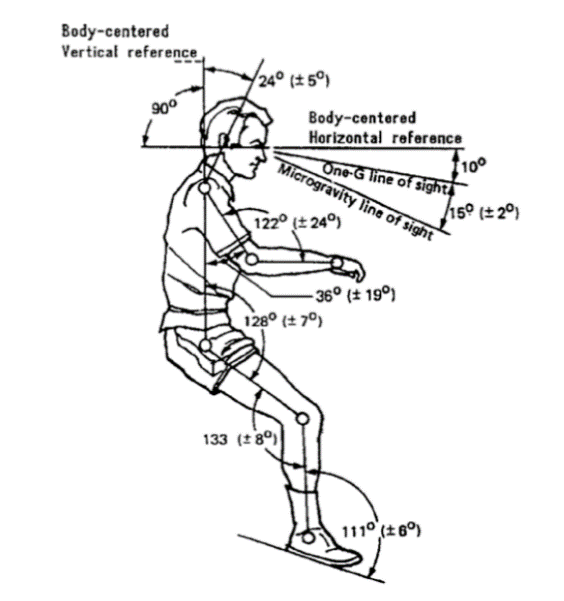 Body-centered
Vertical reference
24° (± 5°)
90°
Body-centered
Horizontal reference
10°
One-G line of sight
Microgravity line of sight
15° (± 2°)
122° (± 24°)
36° (± 19°)
128° (± 7°)
133 (± 8°)
111° (± 6°)